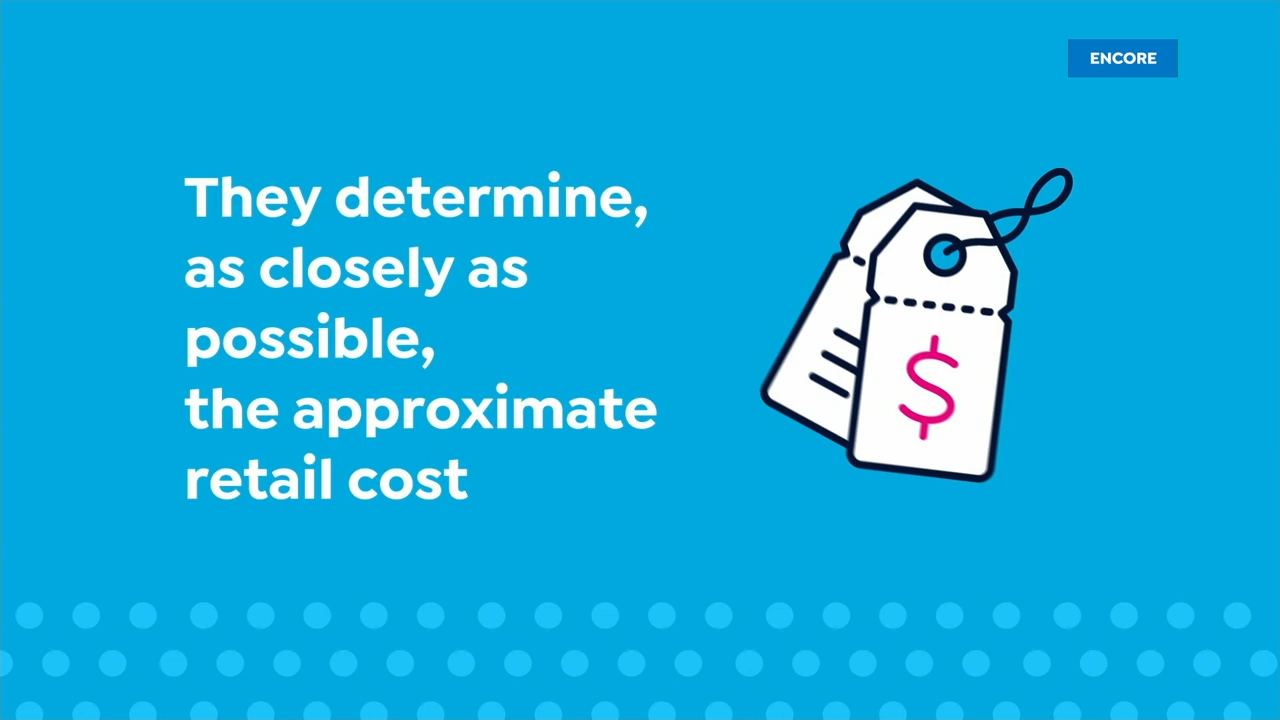 ENCORE
They determine,
as closely as
possible,
the approximate
retail cost
$